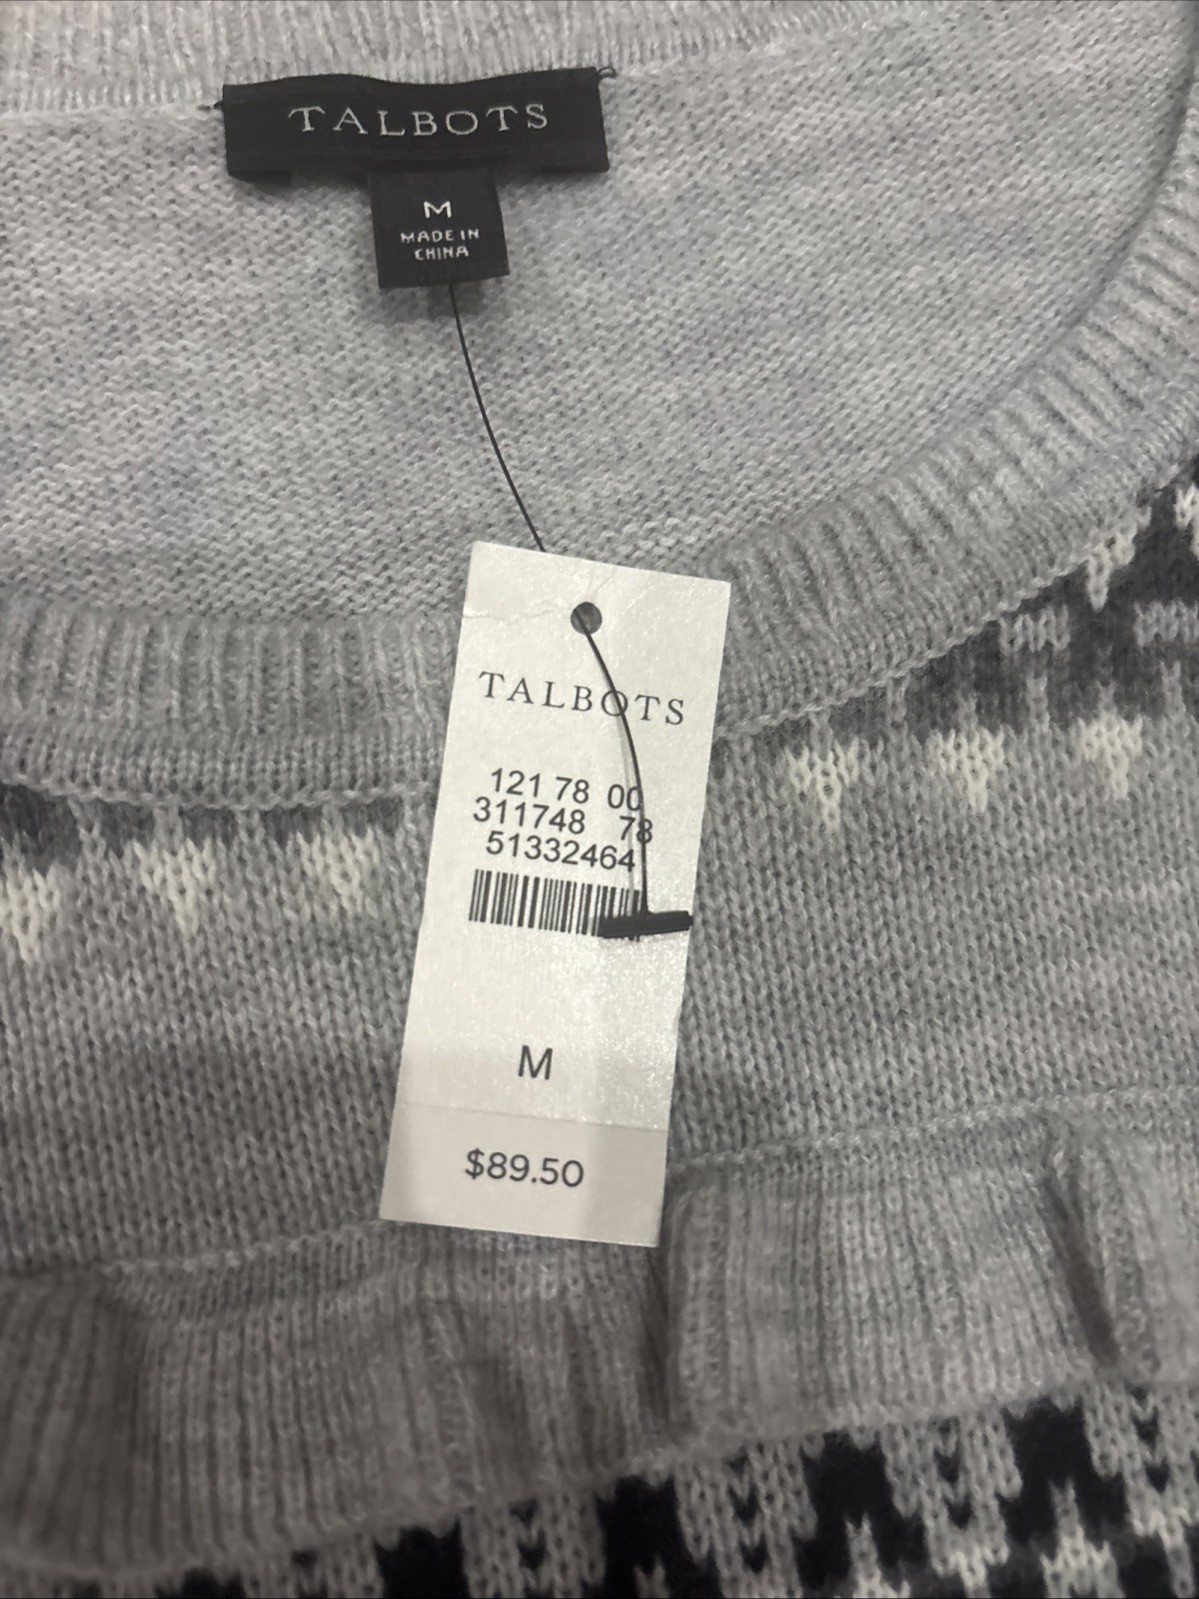 TALBOTS
M
MADE IN
CHINA
TALBOTS
121 78 00
311748 78
51332464
M
$89.50